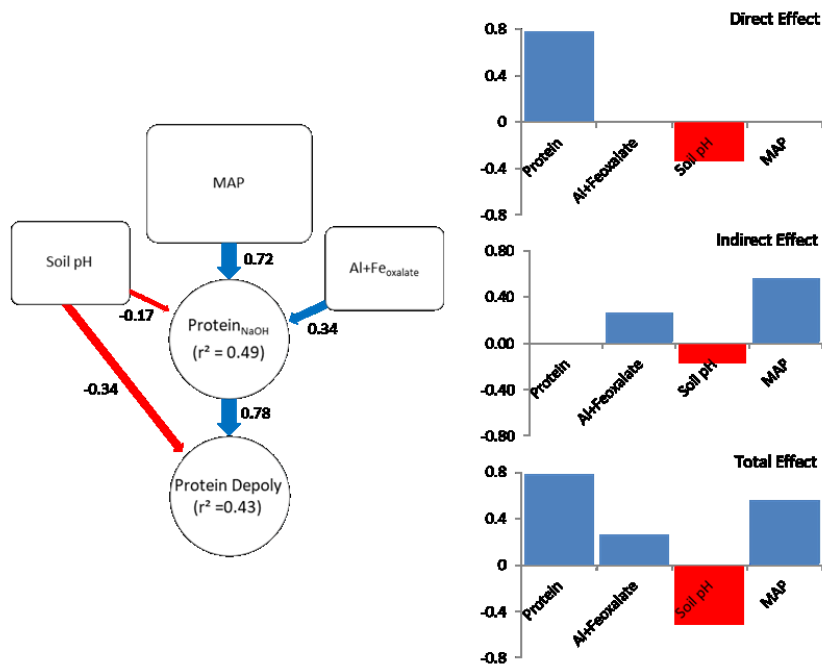 MAP
Soil pH
Al+Feoxalate
0.72
-0.17
0.34
ProteinNaOH
(r² = 0.49)
-0.34
0.78
Protein Depoly
(r² =0.43)
Direct Effect
0.8
0.4
0
-0.4
-0.8
Protein
Al+Feoxalate
Soil pH
MAP
Indirect Effect
0.80
0.40
0.00
-0.40
-0.80
Protein
Al+Feoxalate
Soil pH
MAP
Total Effect
0.8
0.4
0
-0.4
-0.8
Protein
Al+Feoxalate
Soil pH
MAP